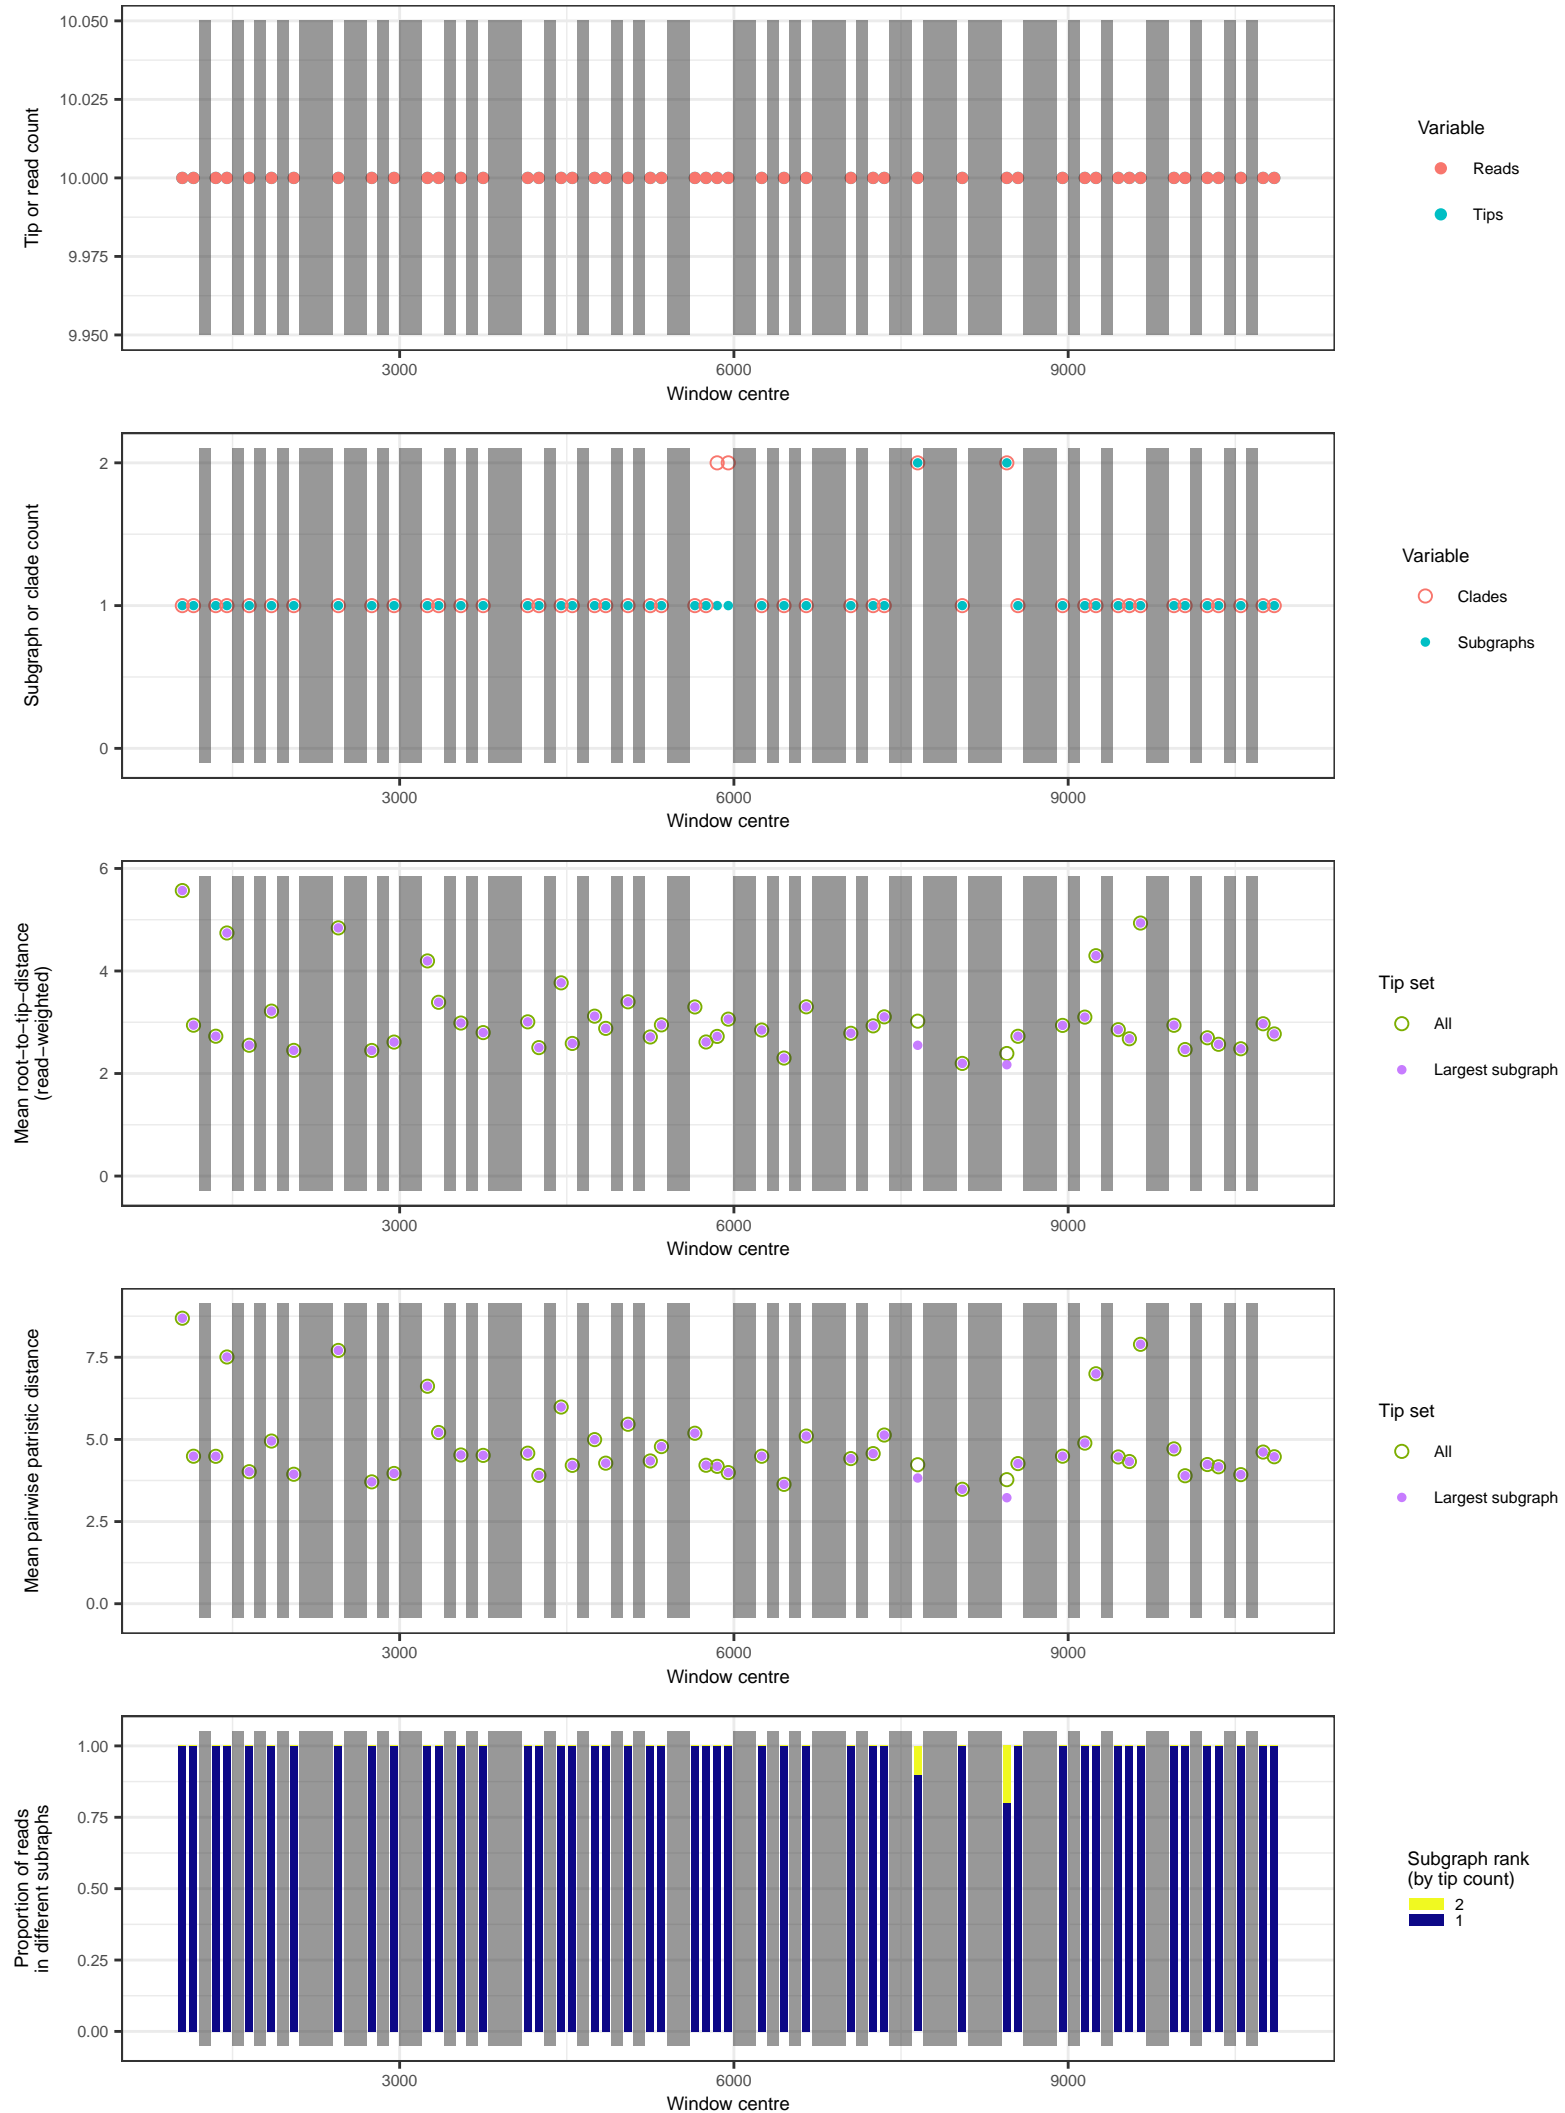 10.050
10.025
10.000
9.975
9.950
Tip or read count
3000
6000
9000
Window centre
Variable
Reads
Tips
2
1
0
Subgraph or clade count
3000
6000
9000
Window centre
Variable
Clades
Subgraphs
6
4
2
0
Mean root−to−tip−distance
(read−weighted)
3000
6000
9000
Window centre
Tip set
All
Largest subgraph
7.5
5.0
2.5
0.0
Mean pairwise patristic distance
3000
6000
9000
Window centre
Tip set
All
Largest subgraph
1.00
0.75
0.50
0.25
0.00
Proportion of reads
in different subraphs
3000
6000
9000
Window centre
Subgraph rank
(by tip count)
2
1